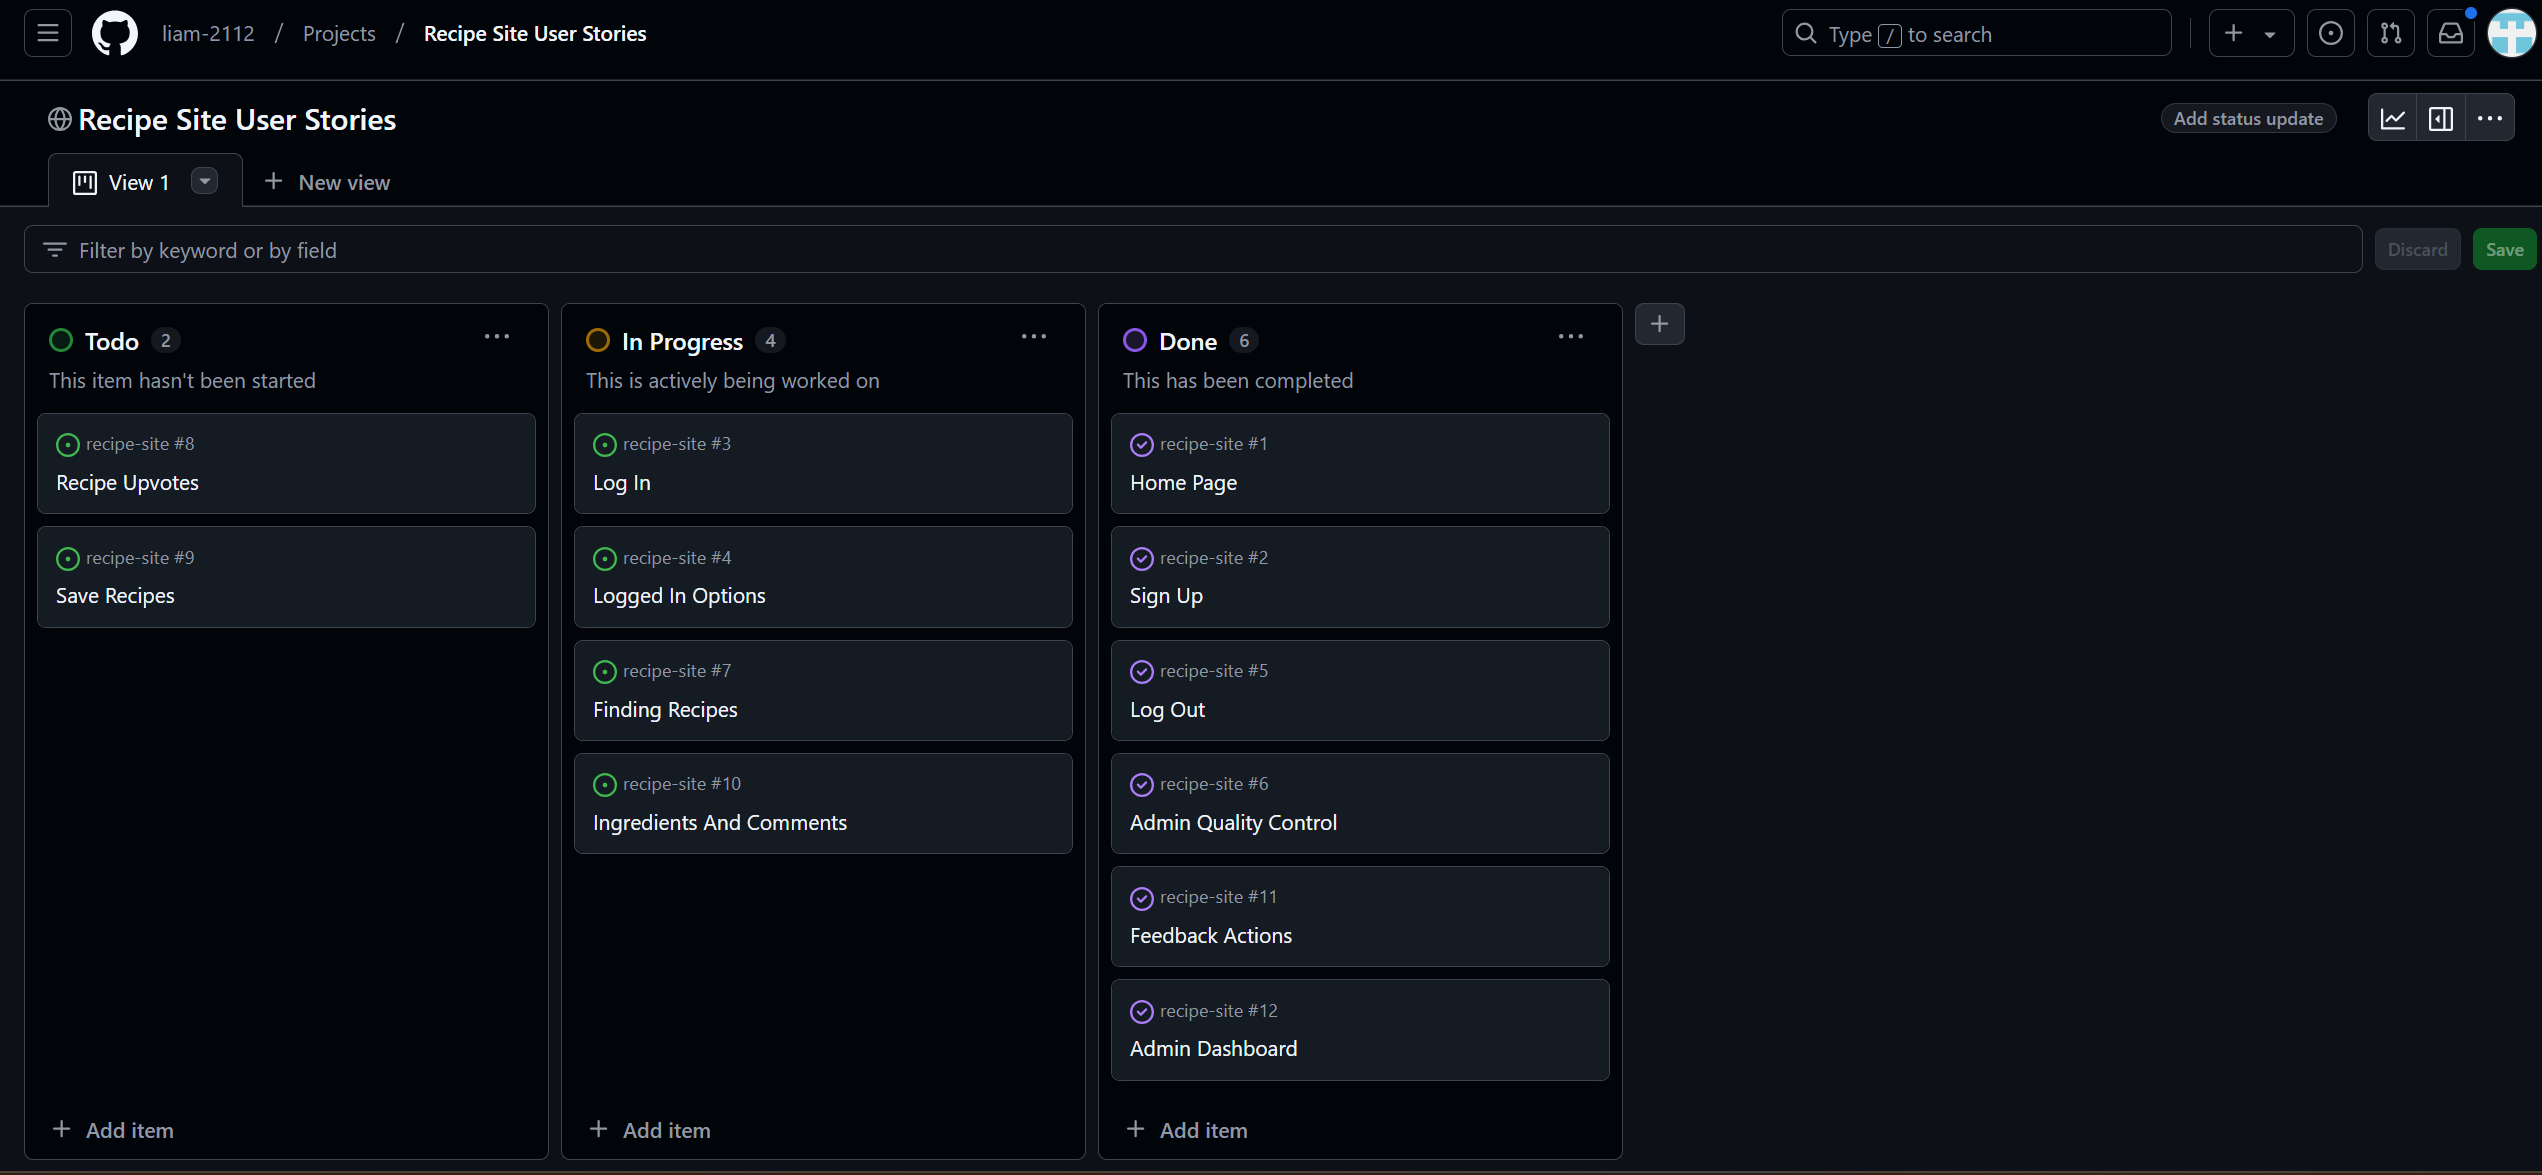 liam-2112 / Projects / Recipe Site User Stories
Type / to search
Recipe Site User Stories
Add status update
View 1
New view
Filter by keyword or by field
Discard
Save
Todo 2
This item hasn't been started
recipe-site #8
Recipe Upvotes
recipe-site #9
Save Recipes
Add item
In Progress 4
This is actively being worked on
recipe-site #3
Log In
recipe-site #4
Logged In Options
recipe-site #7
Finding Recipes
recipe-site #10
Ingredients And Comments
Add item
Done 6
This has been completed
recipe-site #1
Home Page
recipe-site #2
Sign Up
recipe-site #5
Log Out
recipe-site #6
Admin Quality Control
recipe-site #11
Feedback Actions
recipe-site #12
Admin Dashboard
Add item